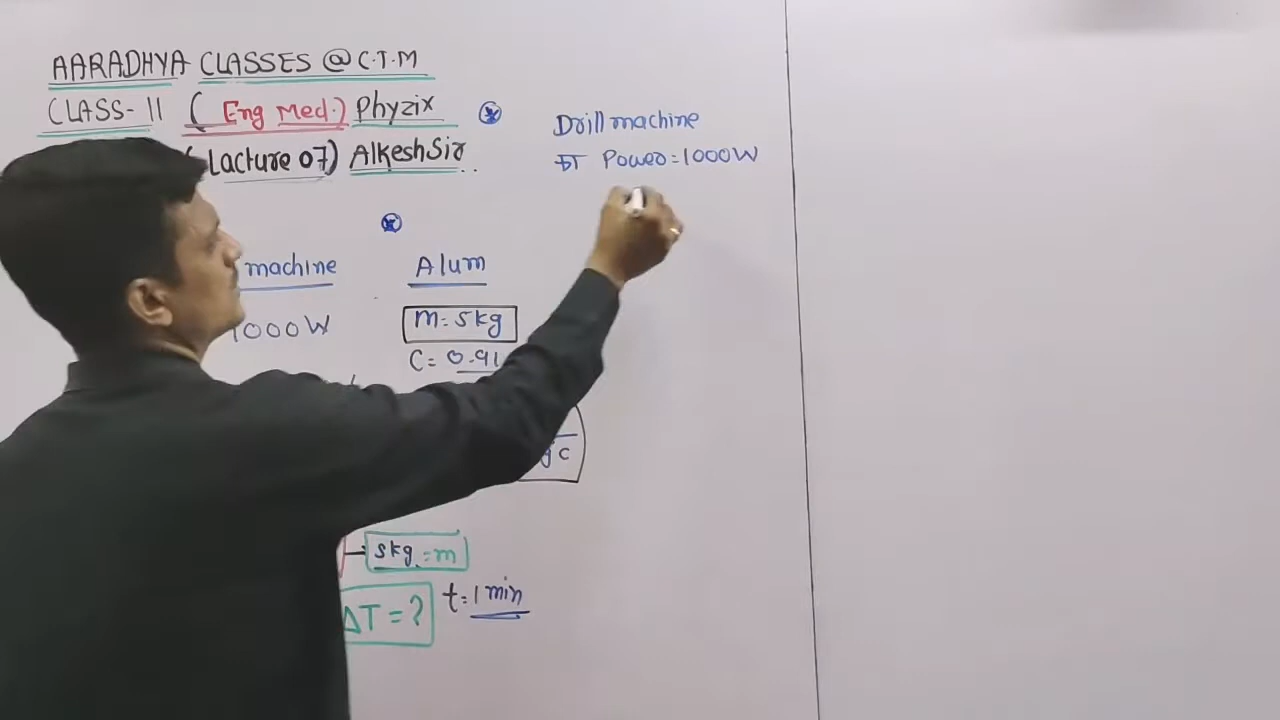 AARADHYA CLASSES @ C.T.M
CLASS- 11 ( Eng Med.) Phyzix
(Lacture 07) AlkeshSir..
machine
1000W
Alum
m=5kg
C= 0.91
g c
5kg = m
ΔT = ?
t= 1 min
Drill machine
का Power = 1000W